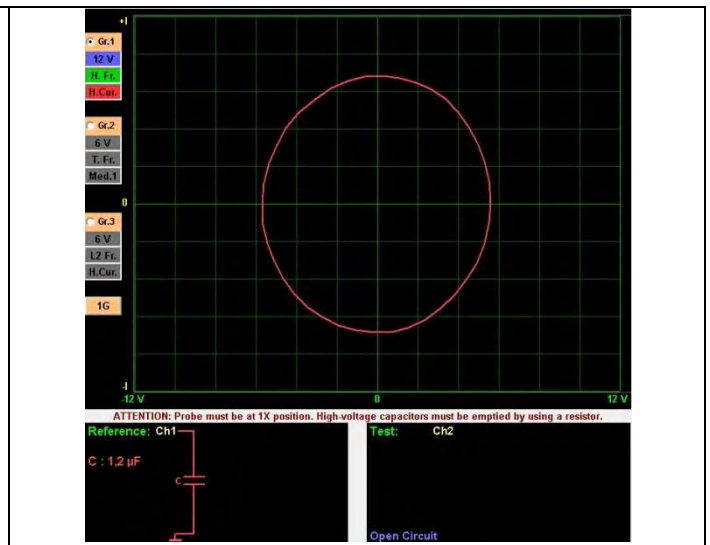 +I
Gr.1
12 V
H. Fr.
H.Cur.
Gr.2
6 V
T. Fr.
Med.1
0
Gr.3
6 V
L2 Fr.
H.Cur.
1G
-I
-12 V
0
12 V
ATTENTION: Probe must be at 1X position. High-voltage capacitors must be emptied by using a resistor.
Reference: Ch1
C : 1,2 µF
C
Test: Ch2
Open Circuit